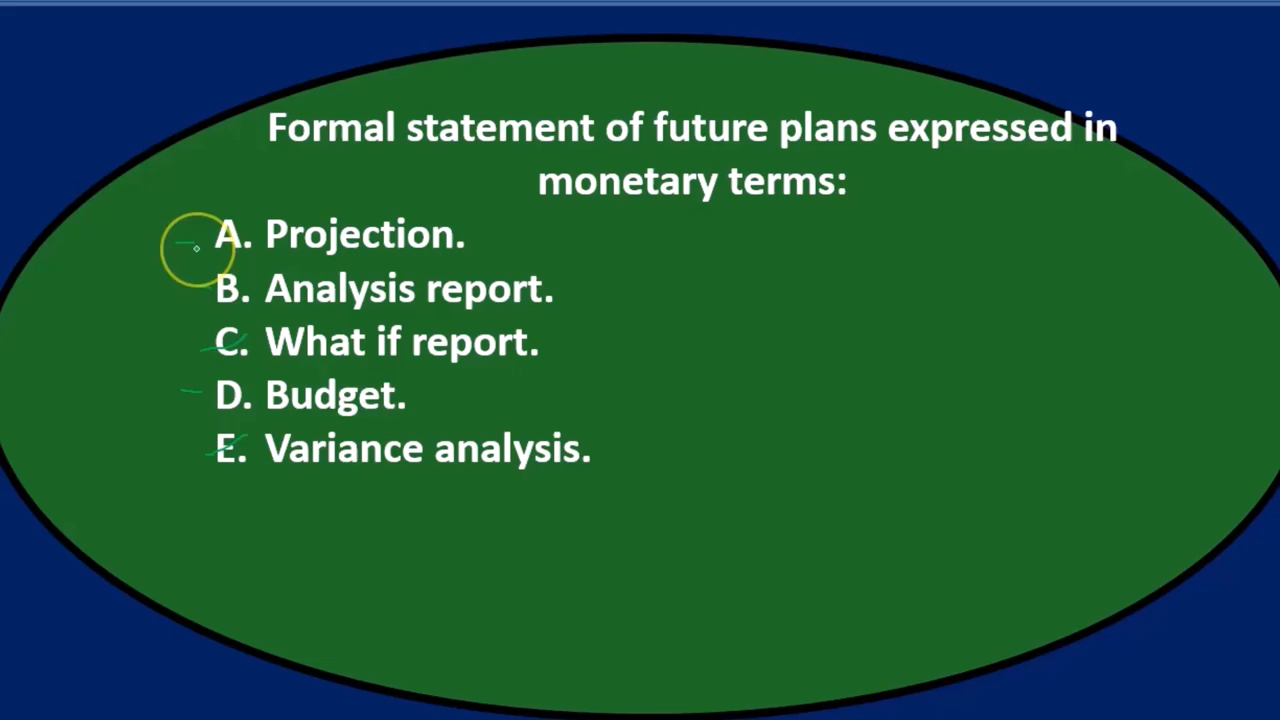 Formal statement of future plans expressed in
monetary terms:
A. Projection.
B. Analysis report.
C. What if report.
D. Budget.
E. Variance analysis.